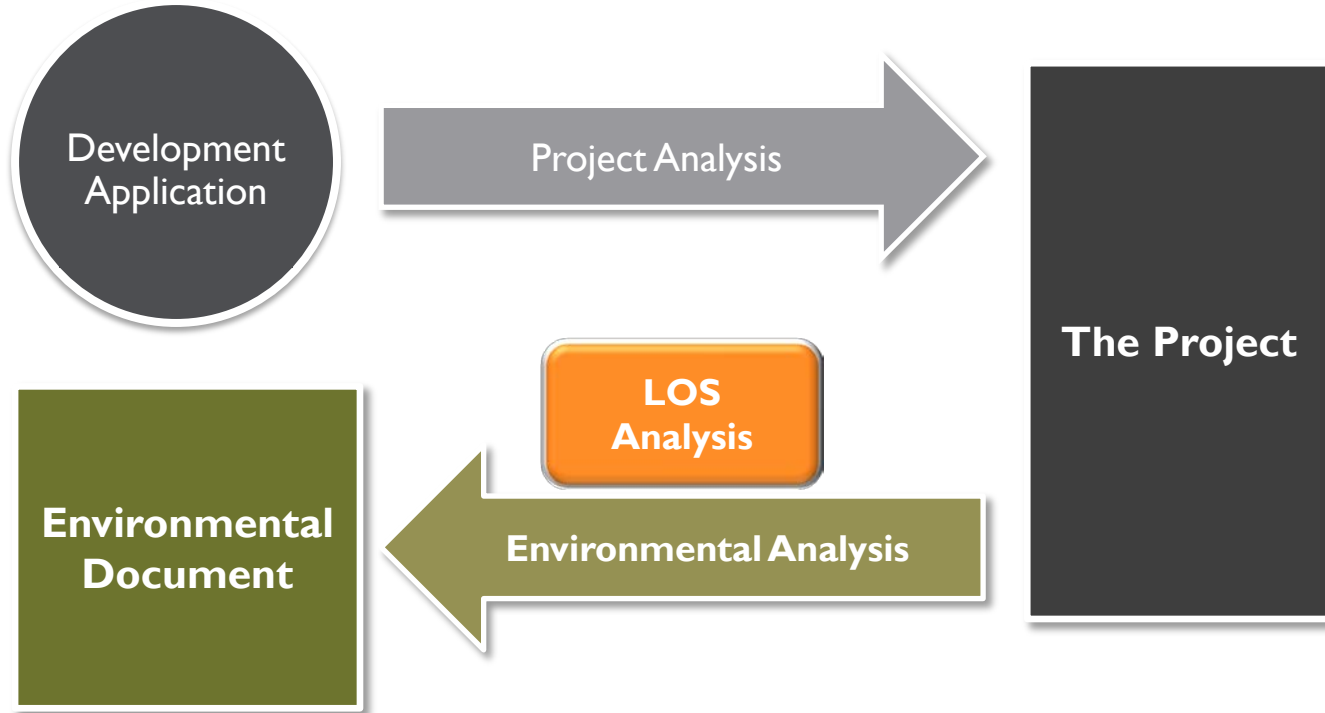 Development
Application
Project Analysis
The Project
LOS
Analysis
Environmental
Document
Environmental Analysis